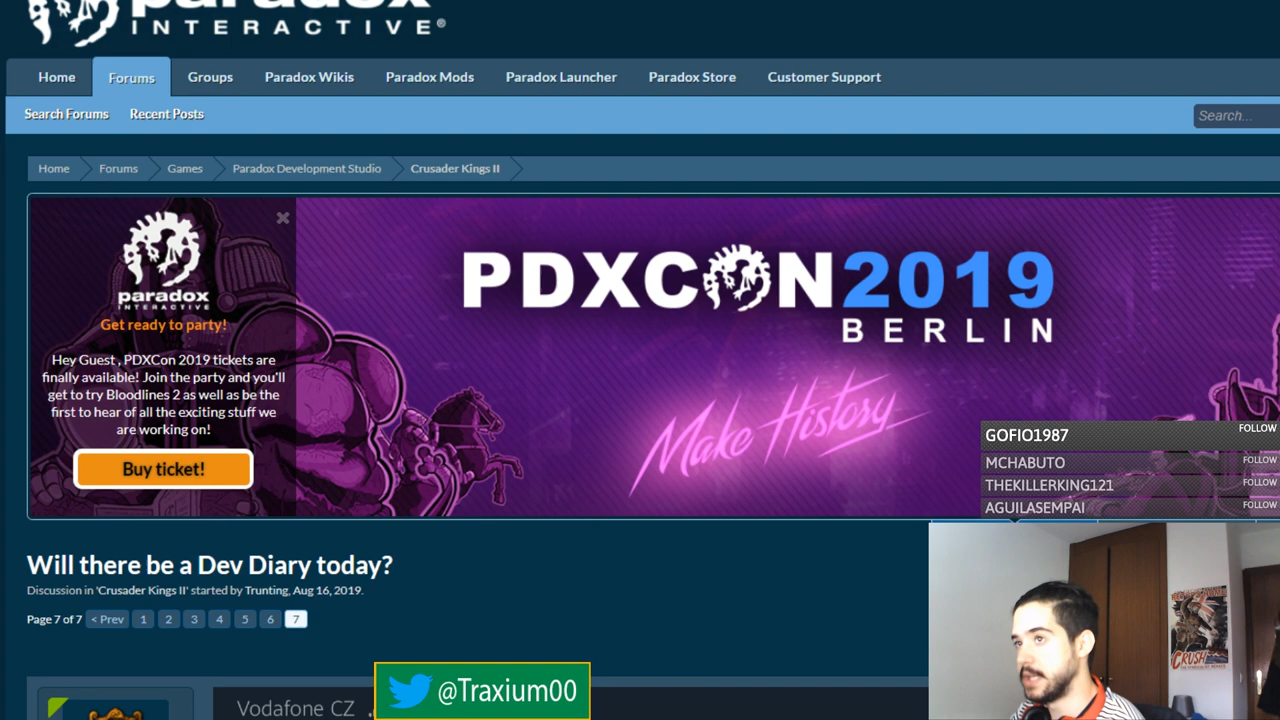 paradox
INTERACTIVE®
Home Forums Groups Paradox Wikis Paradox Mods Paradox Launcher Paradox Store Customer Support
Search Forums Recent Posts
Search...
Home Forums Games Paradox Development Studio Crusader Kings II
paradox
INTERACTIVE
Get ready to party!
Hey Guest , PDXCon 2019 tickets are
finally available! Join the party and you'll
get to try Bloodlines 2 as well as be the
first to hear of all the exciting stuff we
are working on!
Buy ticket!
PDXCON2019
BERLIN
Make History
GOFIO1987 FOLLOW
MCHABUTO FOLLOW
THEKILLERKING121 FOLLOW
AGUILASEMPAI FOLLOW
Will there be a Dev Diary today?
Discussion in 'Crusader Kings II' started by Trunting, Aug 16, 2019.
Page 7 of 7 < Prev 1 2 3 4 5 6 7
Vodafone CZ
@Traxium00
CRUSH